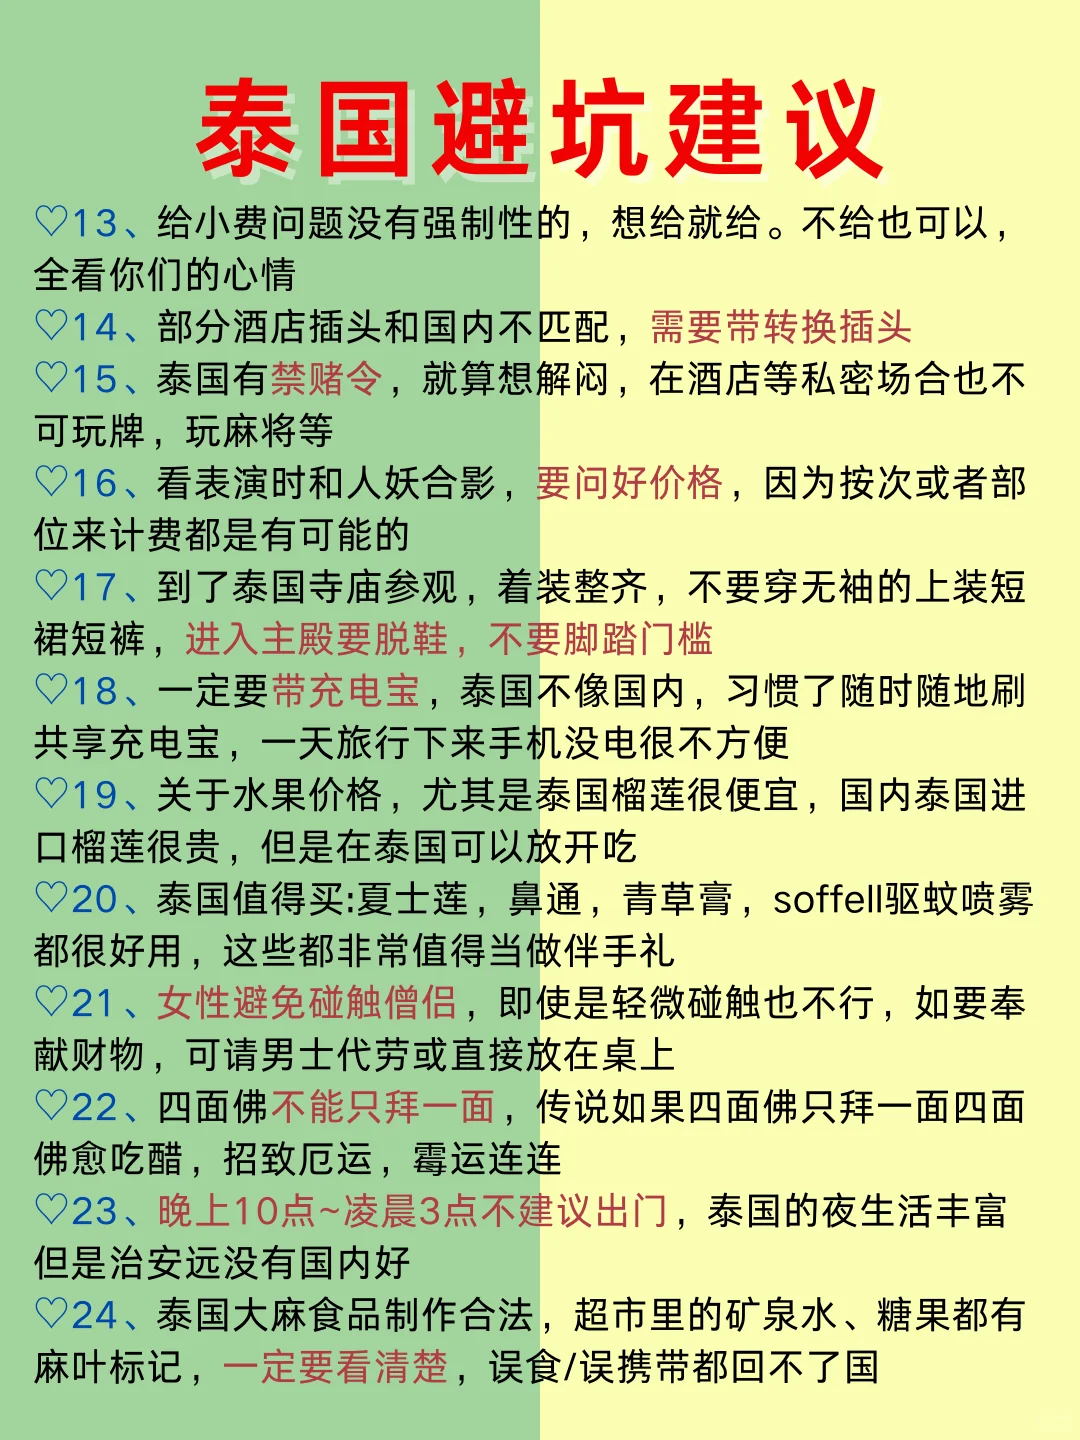 泰国避坑建议
♡13、给小费问题没有强制性的，想给就给。不给也可以，
全看你们的心情
♡14、部分酒店插头和国内不匹配，需要带转换插头
♡15、泰国有禁赌令，就算想解闷，在酒店等私密场合也不
可玩牌，玩麻将等
♡16、看表演时和人妖合影，要问好价格，因为按次或者部
位来计费都是有可能的
♡17、到了泰国寺庙参观，着装整齐，不要穿无袖的上装短
裙短裤，进入主殿要脱鞋，不要脚踏门槛
♡18、一定要带充电宝，泰国不像国内，习惯了随时随地刷
共享充电宝，一天旅行下来手机没电很不方便
♡19、关于水果价格，尤其是泰国榴莲很便宜，国内泰国进
口榴莲很贵，但是在泰国可以放开吃
♡20、泰国值得买:夏士莲，鼻通，青草膏，soffell驱蚊喷雾
都很好用，这些都非常值得当做伴手礼
♡21、女性避免碰触僧侣，即使是轻微碰触也不行，如要奉
献财物，可请男士代劳或直接放在桌上
♡22、四面佛不能只拜一面，传说如果四面佛只拜一面四面
佛愈吃醋，招致厄运，霉运连连
♡23、晚上10点~凌晨3点不建议出门，泰国的夜生活丰富
但是治安远没有国内好
♡24、泰国大麻食品制作合法，超市里的矿泉水、糖果都有
麻叶标记，一定要看清楚，误食/误携带都回不了国